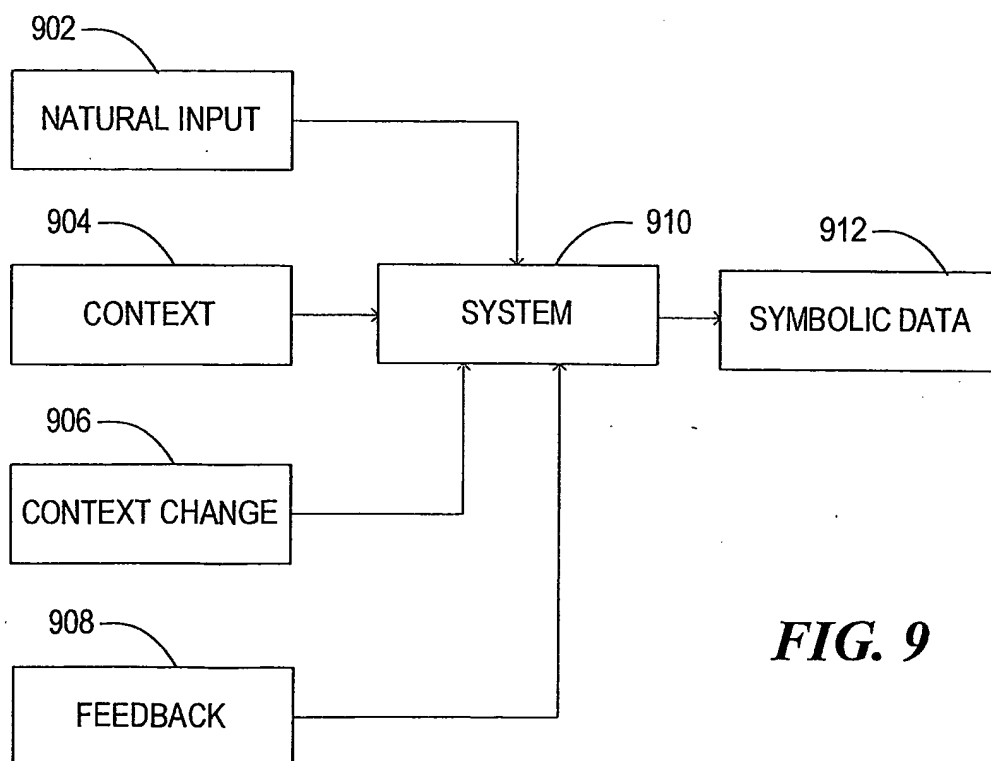 902
NATURAL INPUT
904
CONTEXT
910
SYSTEM
912
SYMBOLIC DATA
906
CONTEXT CHANGE
908
FEEDBACK
FIG. 9